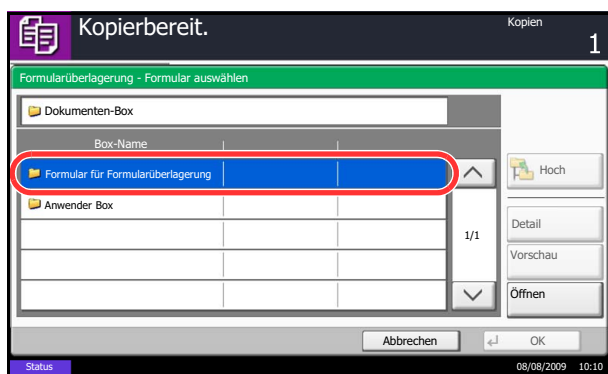 Kopierbereit.
Kopien
1
Formularüberlagerung - Formular auswählen
Dokumenten-Box
Box-Name
Formular für Formularüberlagerung
Hoch
Anwender Box
1/1
Detail
Vorschau
Öffnen
Abbrechen
OK
Status
08/08/2009 10:10